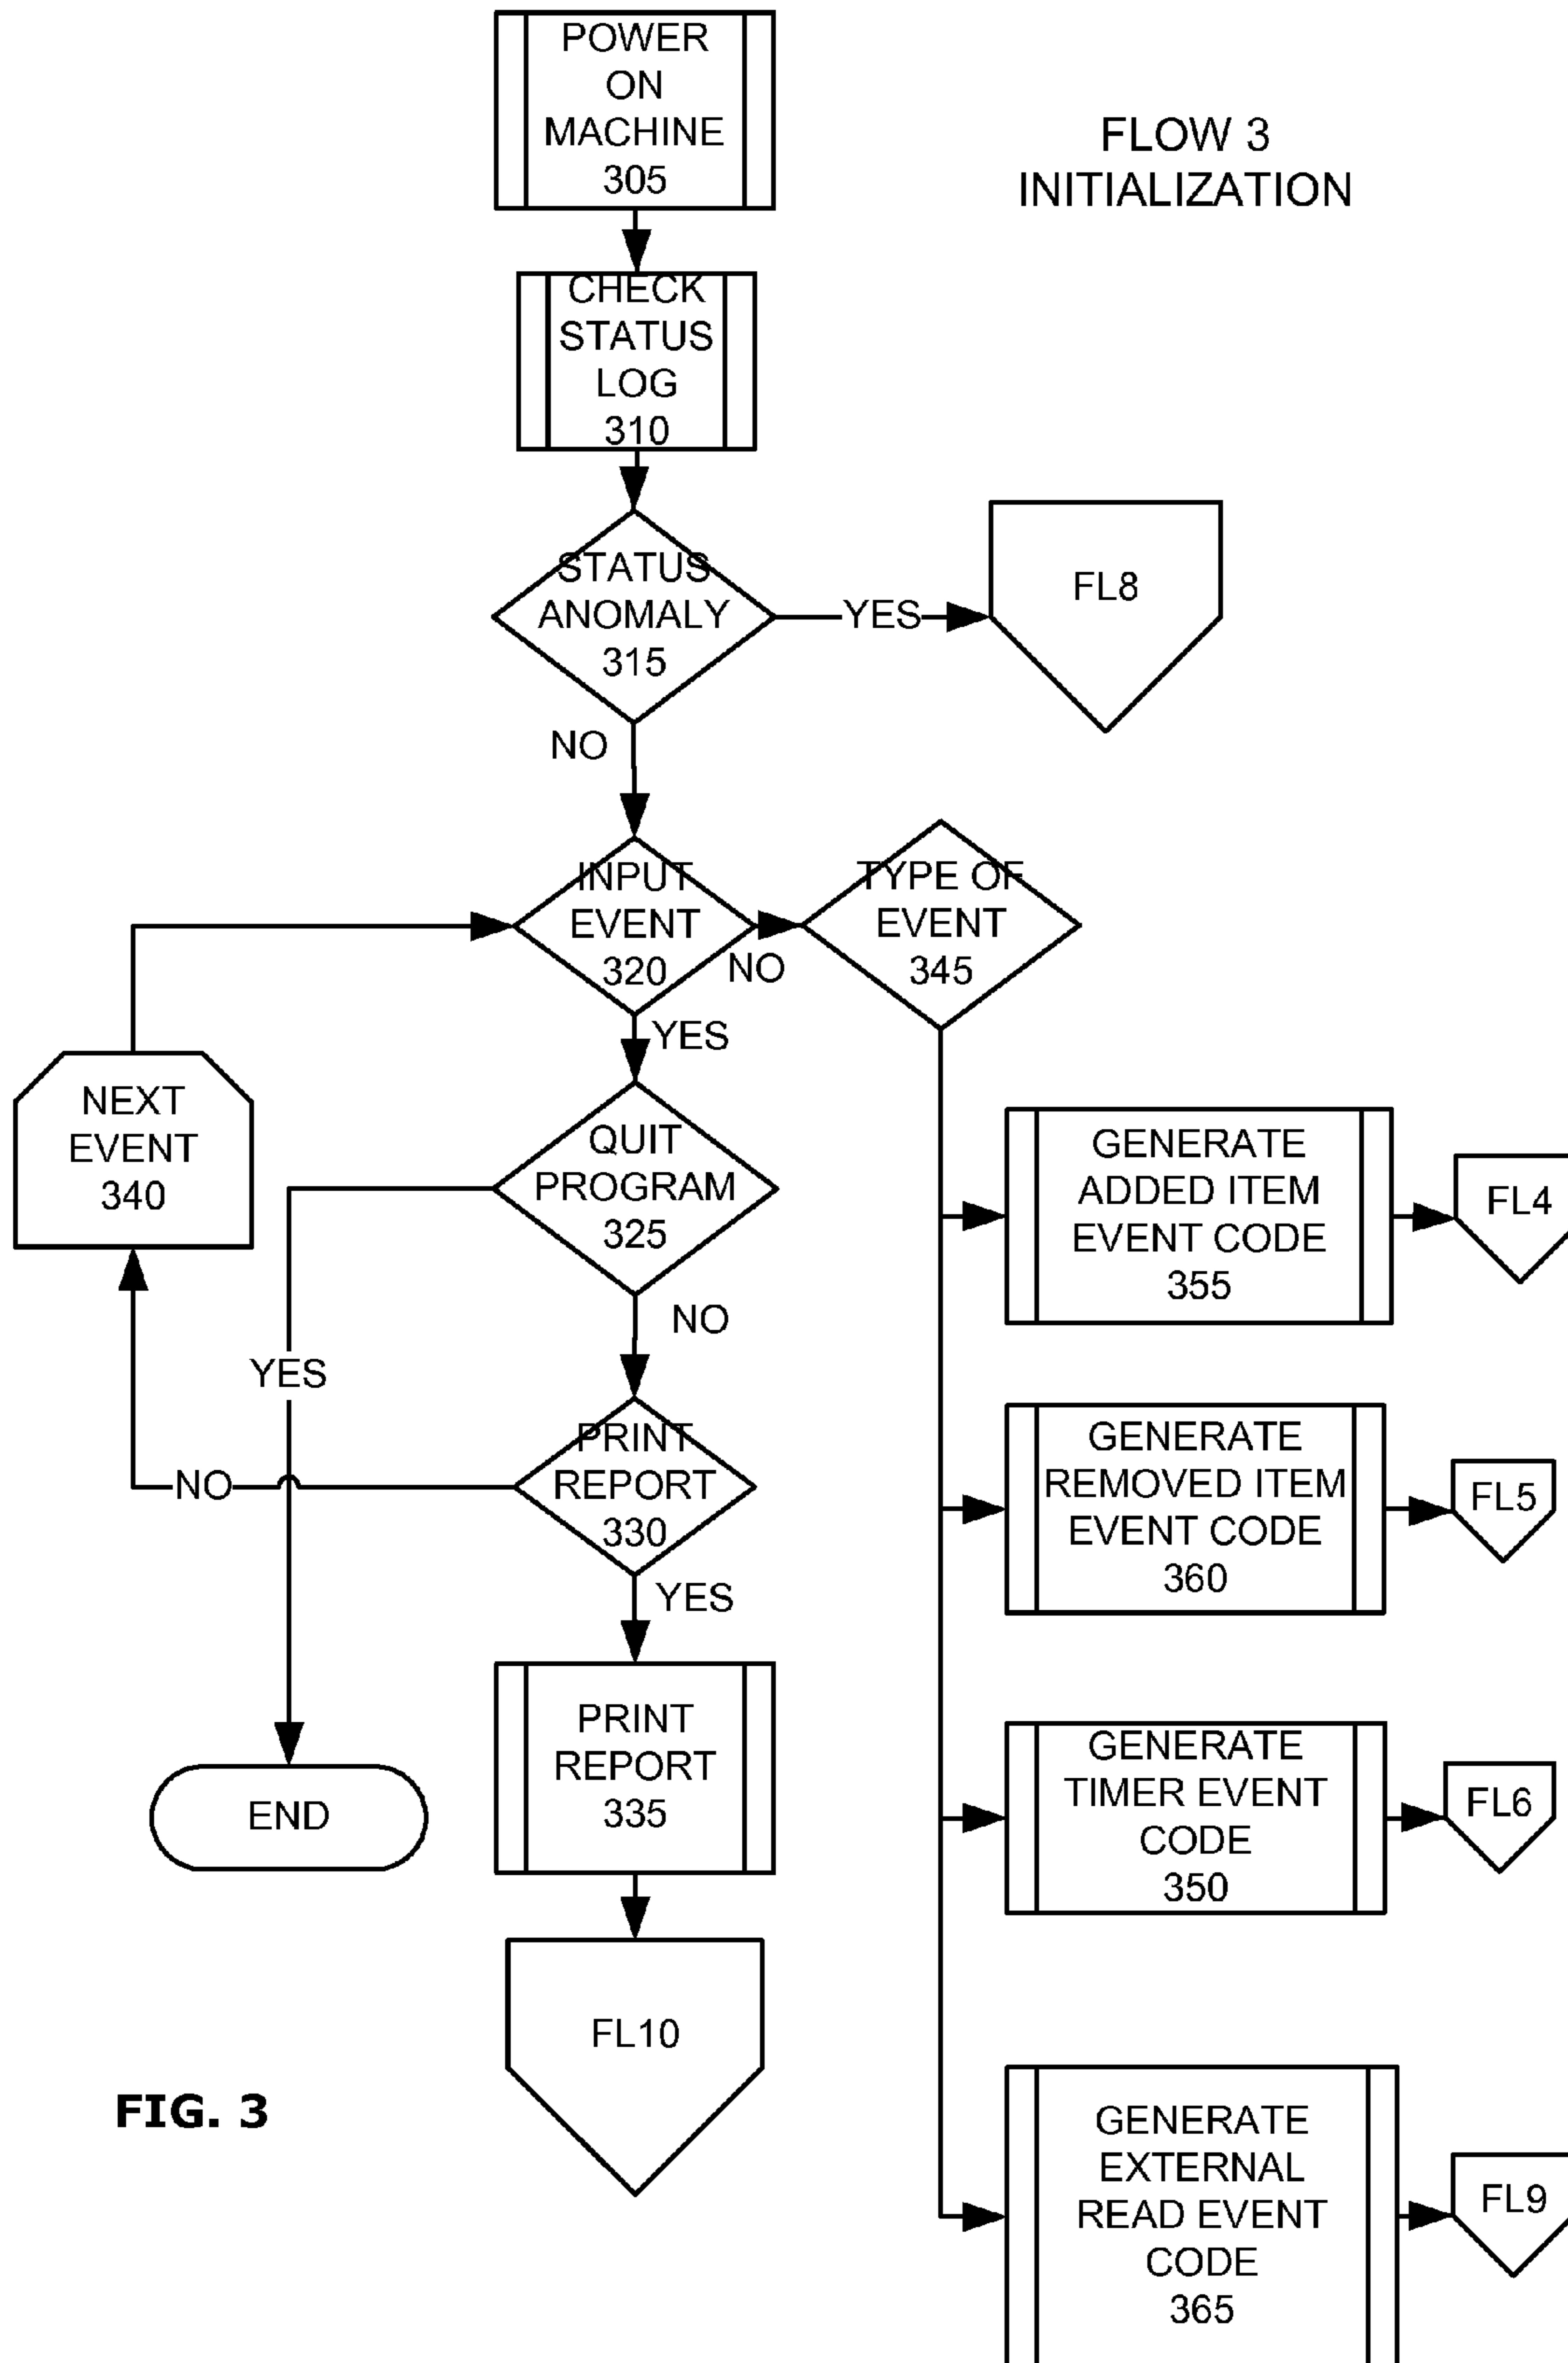 POWER
ON
MACHINE
305
FLOW 3
INITIALIZATION
CHECK
STATUS
LOG
310
STATUS
ANOMALY
315
YES
FL8
NO
INPUT
EVENT
320
NO
TYPE OF
EVENT
345
YES
NEXT
EVENT
340
QUIT
PROGRAM
325
GENERATE
ADDED ITEM
EVENT CODE
355
FL4
NO
YES
PRINT
REPORT
330
NO
GENERATE
REMOVED ITEM
EVENT CODE
360
FL5
YES
PRINT
REPORT
335
GENERATE
TIMER EVENT
CODE
350
FL6
END
FL10
FIG. 3
GENERATE
EXTERNAL
READ EVENT
CODE
365
FL9